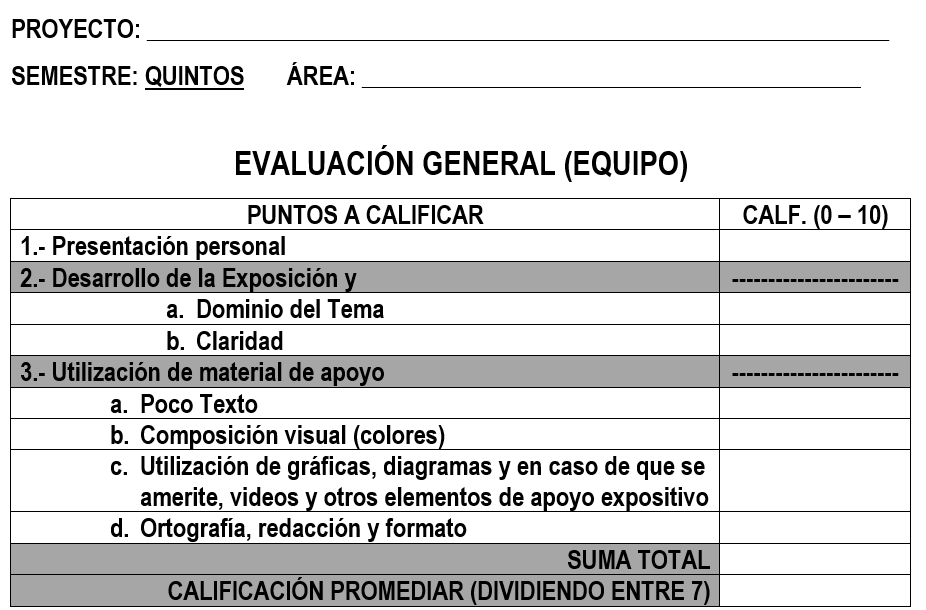 PROYECTO: ______________________________________________________
SEMESTRE: QUINTOS ÁREA: ____________________________________
EVALUACIÓN GENERAL (EQUIPO)
PUNTOS A CALIFICAR CALF. (0 – 10)
1.- Presentación personal
2.- Desarrollo de la Exposición y -----------------------
a. Dominio del Tema
b. Claridad
3.- Utilización de material de apoyo -----------------------
a. Poco Texto
b. Composición visual (colores)
c. Utilización de gráficas, diagramas y en caso de que se
amerite, videos y otros elementos de apoyo expositivo
d. Ortografía, redacción y formato
SUMA TOTAL
CALIFICACIÓN PROMEDIAR (DIVIDIENDO ENTRE 7)